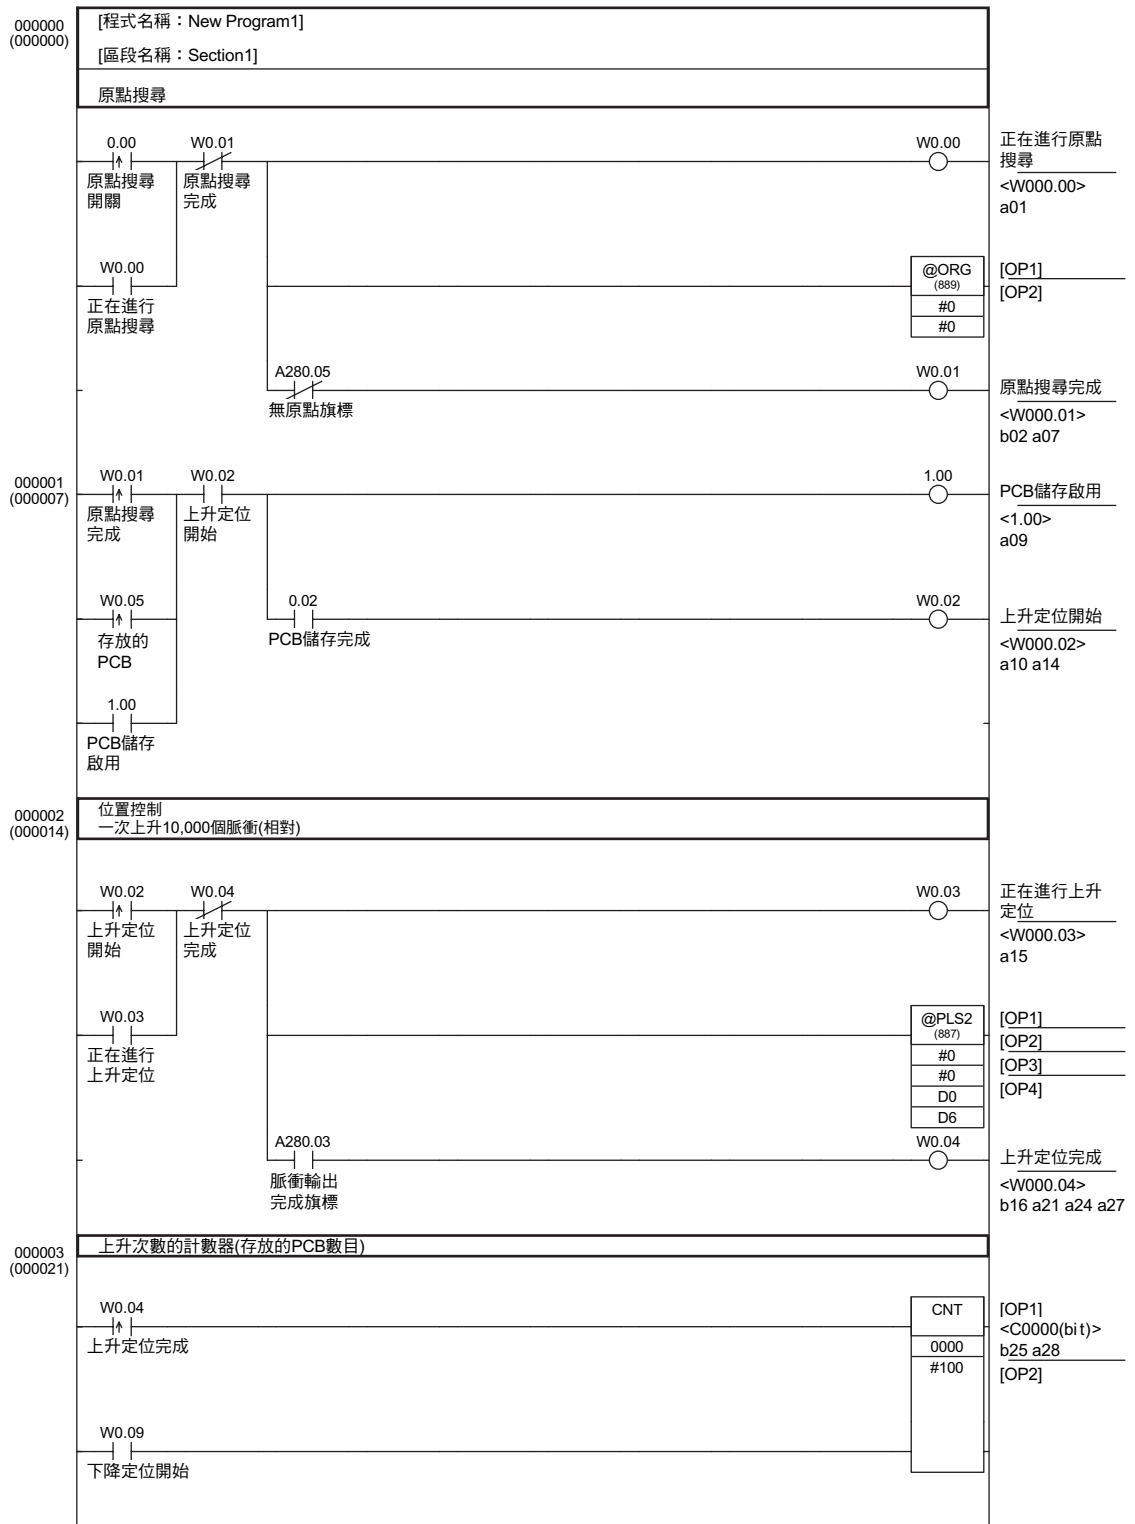 000000
(000000)
[程式名稱：New Program1]
[區段名稱：Section1]
原點搜尋
0.00
原點搜尋
開關
W0.01
原點搜尋
完成
W0.00
正在進行原點
搜尋
<W000.00>
a01
W0.00
正在進行
原點搜尋
@ORG
(889)
#0
#0
[OP1]
[OP2]
A280.05
無原點旗標
W0.01
原點搜尋完成
<W000.01>
b02 a07
000001
(000007)
W0.01
原點搜尋
完成
W0.02
上升定位
開始
1.00
PCB儲存啟用
<1.00>
a09
W0.05
存放的
PCB
0.02
PCB儲存完成
W0.02
上升定位開始
<W000.02>
a10 a14
1.00
PCB儲存
啟用
000002
(000014)
位置控制
一次上升10,000個脈衝(相對)
W0.02
上升定位
開始
W0.04
上升定位
完成
W0.03
正在進行上升
定位
<W000.03>
a15
W0.03
正在進行
上升定位
@PLS2
(887)
#0
#0
D0
D6
[OP1]
[OP2]
[OP3]
[OP4]
A280.03
脈衝輸出
完成旗標
W0.04
上升定位完成
<W000.04>
b16 a21 a24 a27
000003
(000021)
上升次數的計數器(存放的PCB數目)
W0.04
上升定位完成
CNT
0000
#100
[OP1]
<C0000(bit)>
b25 a28
[OP2]
W0.09
下降定位開始